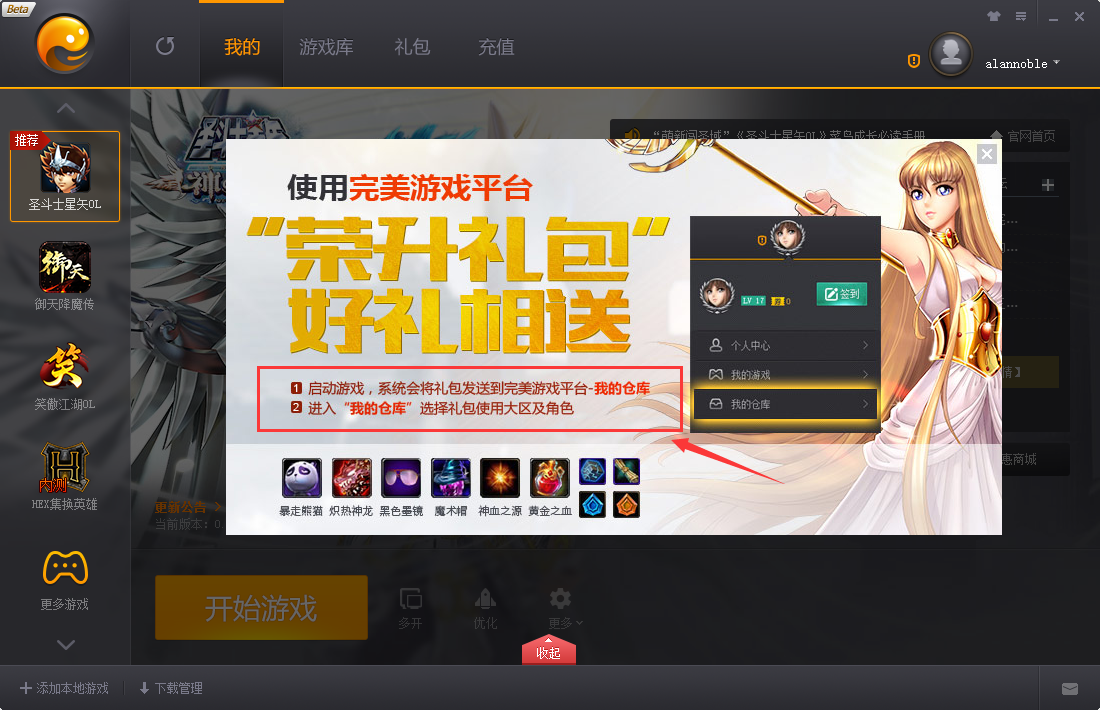 Beta
我的
游戏库
礼包
充值
alannoble
推荐
圣斗士星矢OL
御天
御天降魔传
笑
笑傲江湖OL
H
内测
HEX集换英雄
更多游戏
“萌新闯圣域”《圣斗士星矢OL》菜鸟成长必读手册
官网首页
使用完美游戏平台
“荣升礼包”
好礼相送
1 启动游戏，系统会将礼包发送到完美游戏平台-我的仓库
2 进入“我的仓库”选择礼包使用大区及角色
LV 17
0
签到
个人中心
我的游戏
我的仓库
暴走熊猫
炽热神龙
黑色墨镜
魔术帽
神血之源
黄金之血
惠商城
更新公告 >
当前版本: 0.
开始游戏
多开
优化
更多
收起
添加本地游戏
下载管理